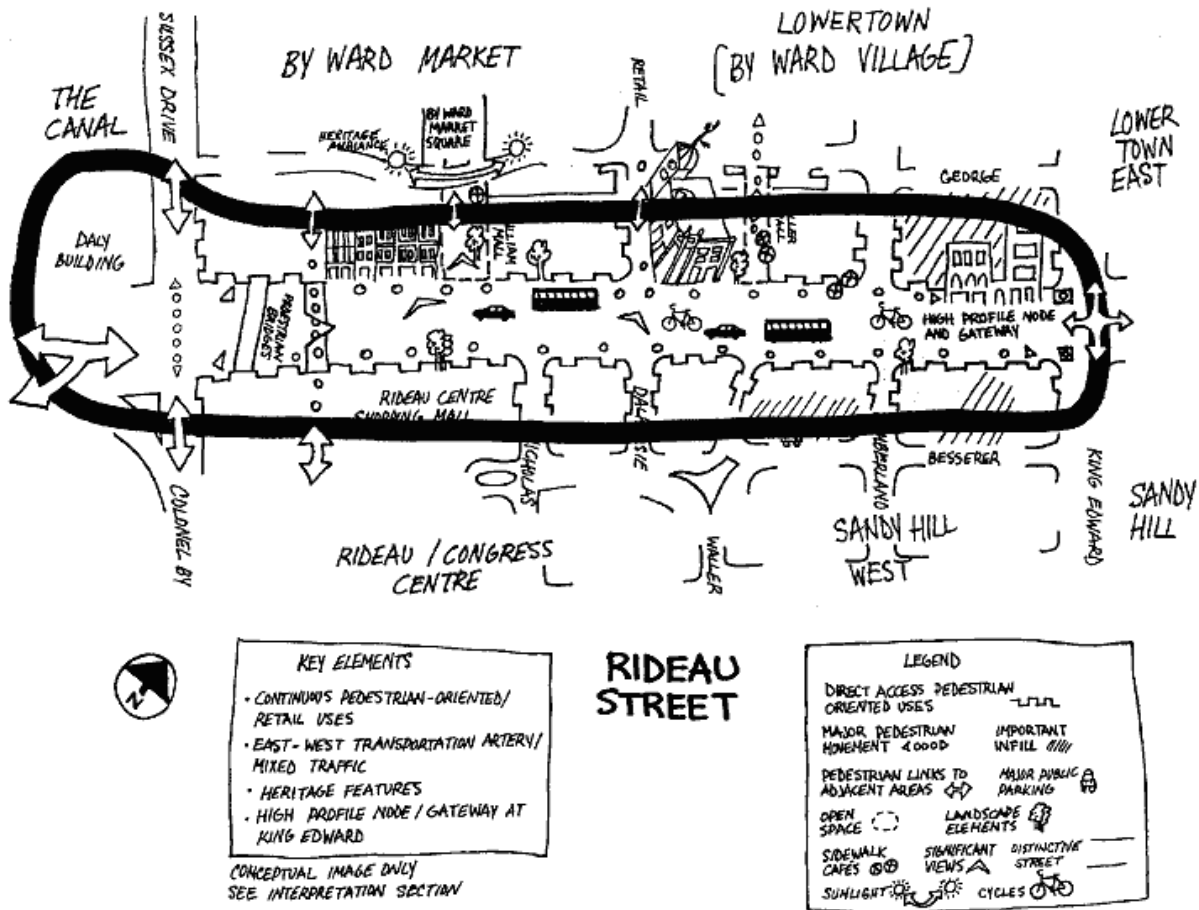 SUSSEX DRIVE
BY WARD MARKET
LOWERTOWN
[BY WARD VILLAGE]
RETAIL
THE
CANAL
HERITAGE
AMBIANCE
BY WARD
MARKET
SQUARE
LOWER
TOWN
EAST
GEORGE
DALY
BUILDING
MALL
PEDESTRIAN
BRIDGES
HIGH PROFILE NODE
AND GATEWAY
RIDEAU CENTRE
SHOPPING MALL
BESSERER
COLONEL BY
KING EDWARD
SANDY
HILL
RIDEAU / CONGRESS
CENTRE
WALLER
SANDY HILL
WEST
N
KEY ELEMENTS
• CONTINUOUS PEDESTRIAN-ORIENTED/
RETAIL USES
• EAST-WEST TRANSPORTATION ARTERY/
MIXED TRAFFIC
• HERITAGE FEATURES
• HIGH PROFILE NODE / GATEWAY AT
KING EDWARD
CONCEPTUAL IMAGE ONLY
SEE INTERPRETATION SECTION
RIDEAU
STREET
LEGEND
DIRECT ACCESS PEDESTRIAN
ORIENTED USES
MAJOR PEDESTRIAN
MOVEMENT
IMPORTANT
INFILL
PEDESTRIAN LINKS TO
ADJACENT AREAS
MAJOR PUBLIC
PARKING
OPEN
SPACE
LANDSCAPE
ELEMENTS
SIDEWALK
CAFÉS
SIGNIFICANT
VIEWS
DISTINCTIVE
STREET
SUNLIGHT
CYCLES